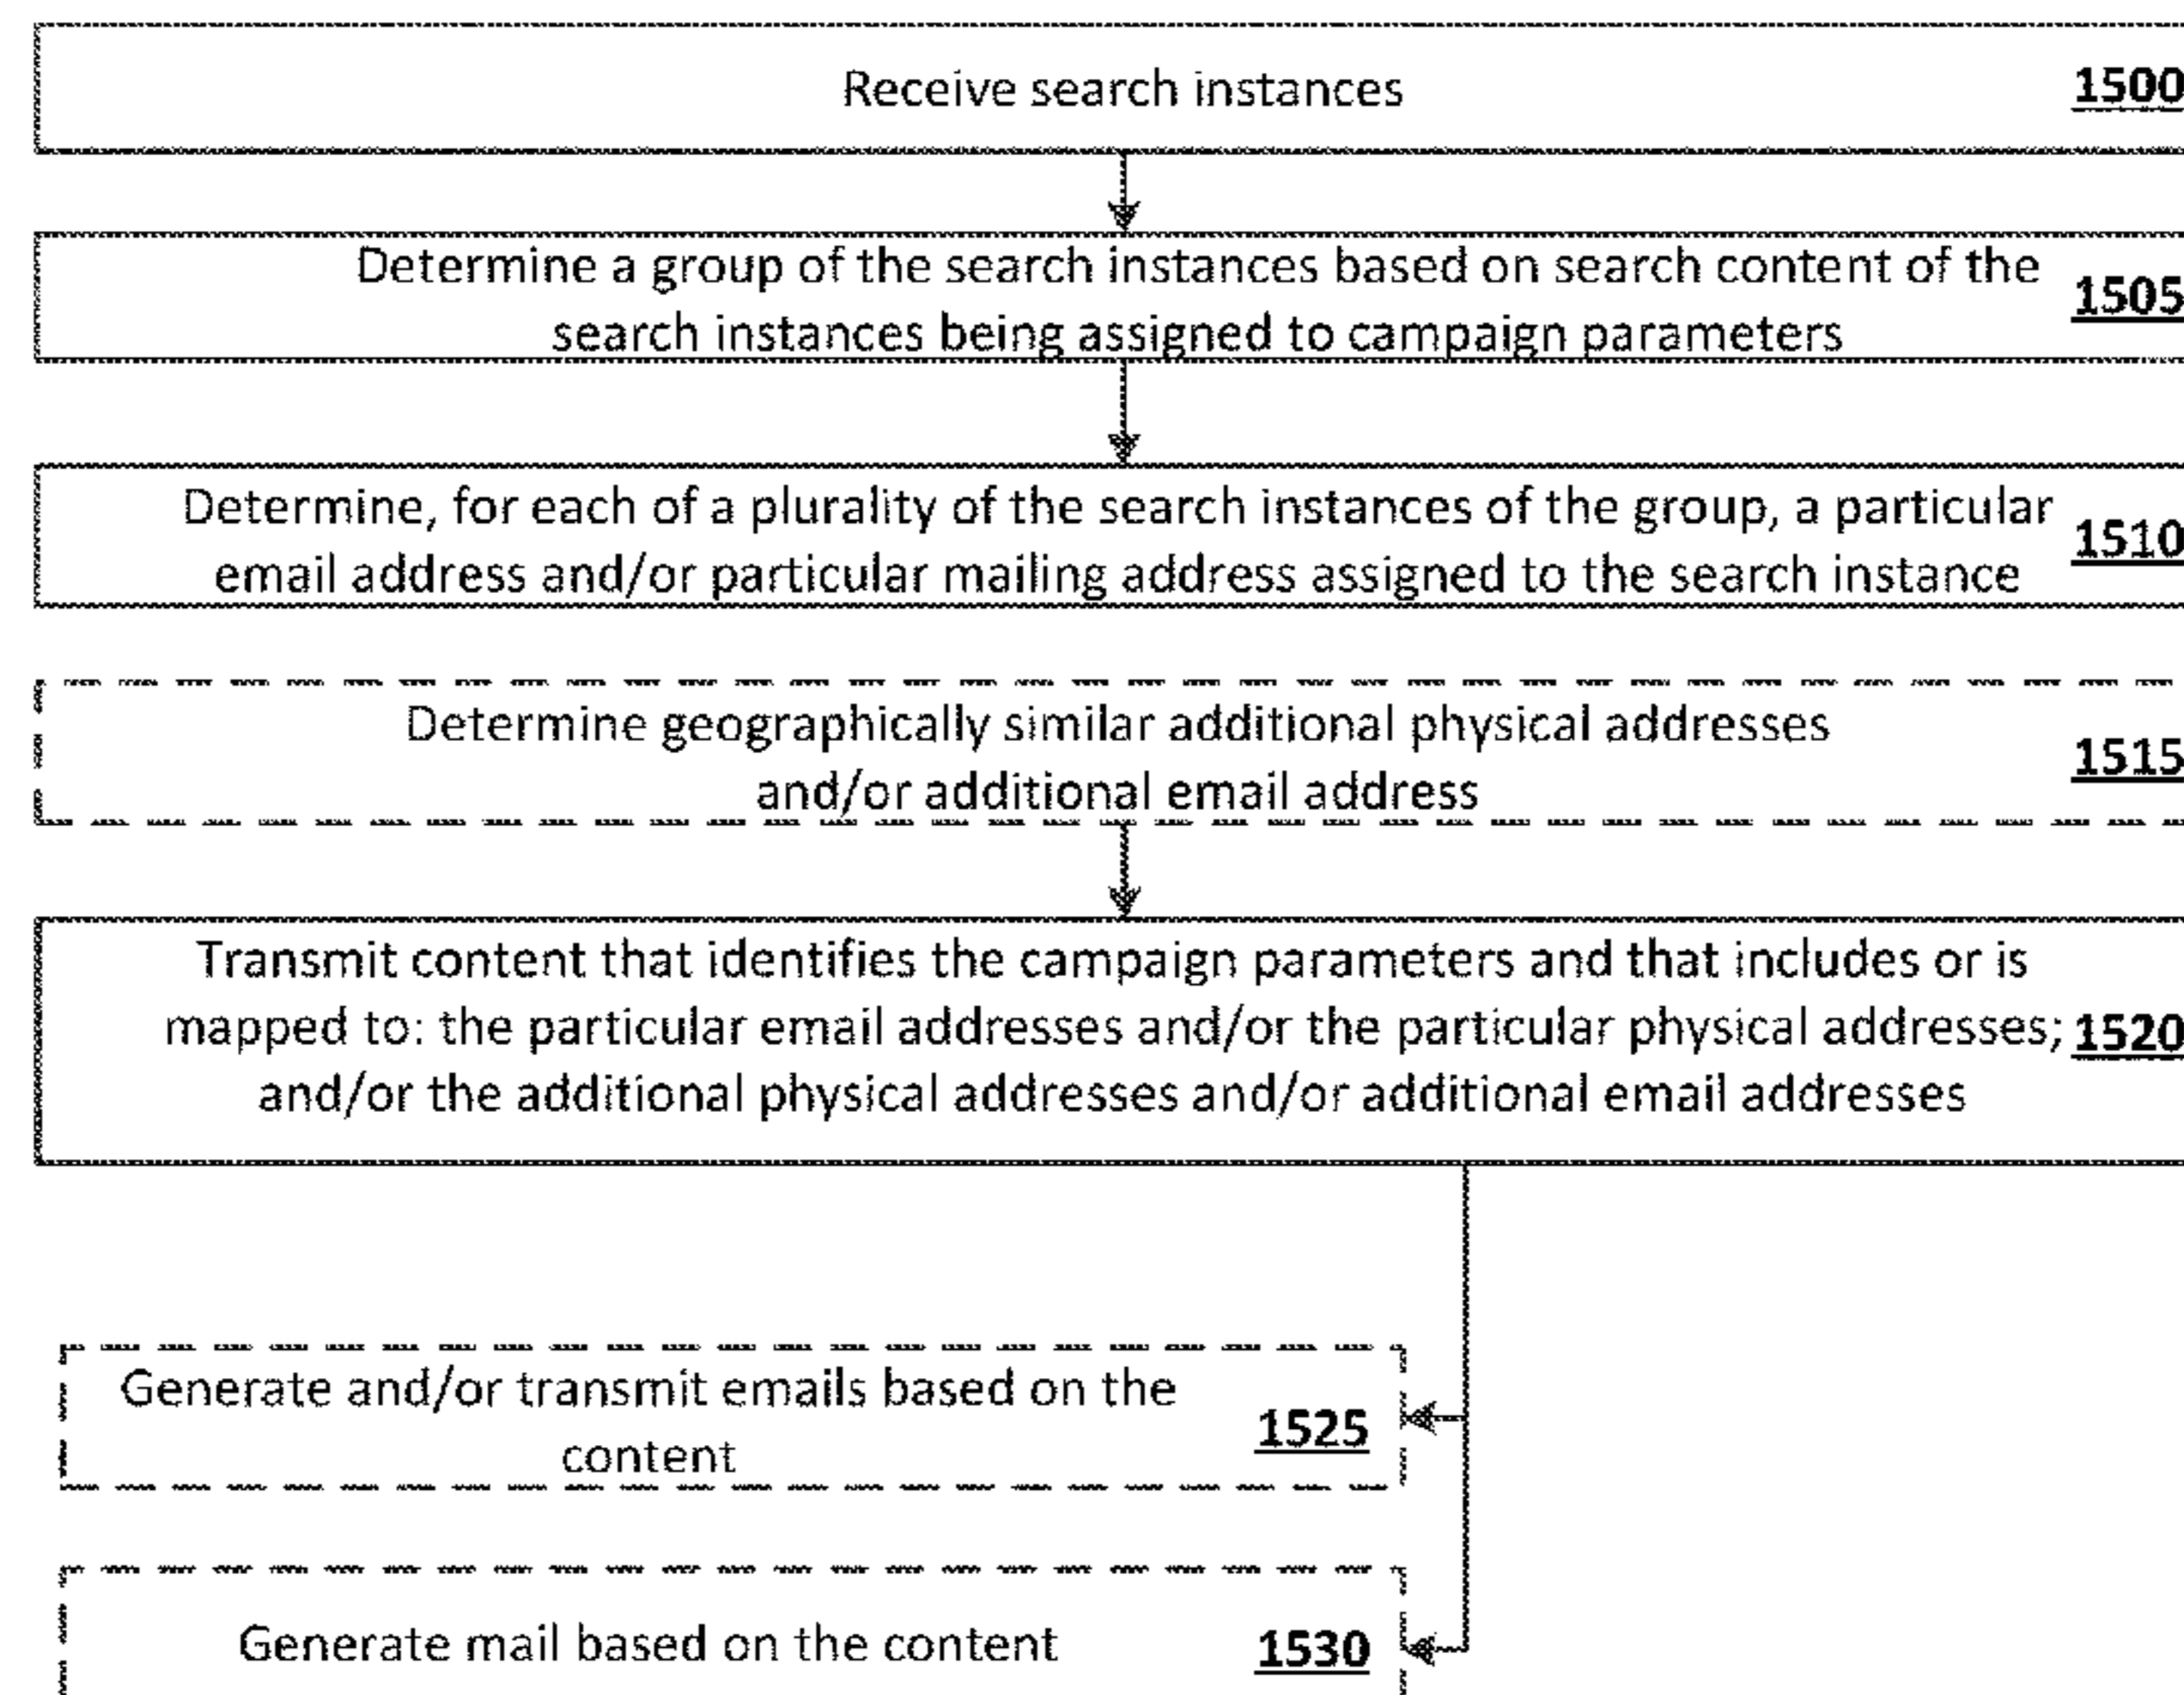 Receive search instances 1500
Determine a group of the search instances based on search content of the
search instances being assigned to campaign parameters 1505
Determine, for each of a plurality of the search instances of the group, a particular
email address and/or particular mailing address assigned to the search instance 1510
Determine geographically similar additional physical addresses
and/or additional email address 1515
Transmit content that identifies the campaign parameters and that includes or is
mapped to: the particular email addresses and/or the particular physical addresses; 1520
and/or the additional physical addresses and/or additional email addresses
Generate and/or transmit emails based on the
content 1525
Generate mail based on the content 1530